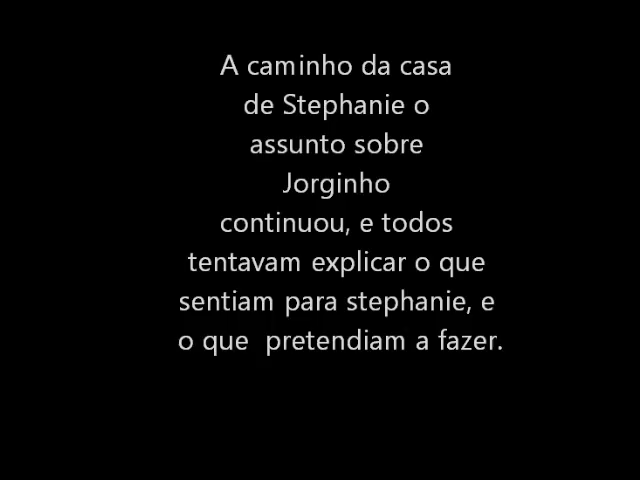 A caminho da casa
de Stephanie o
assunto sobre
Jorginho
continuou, e todos
tentavam explicar o que
sentiam para stephanie, e
o que  pretendiam a fazer.